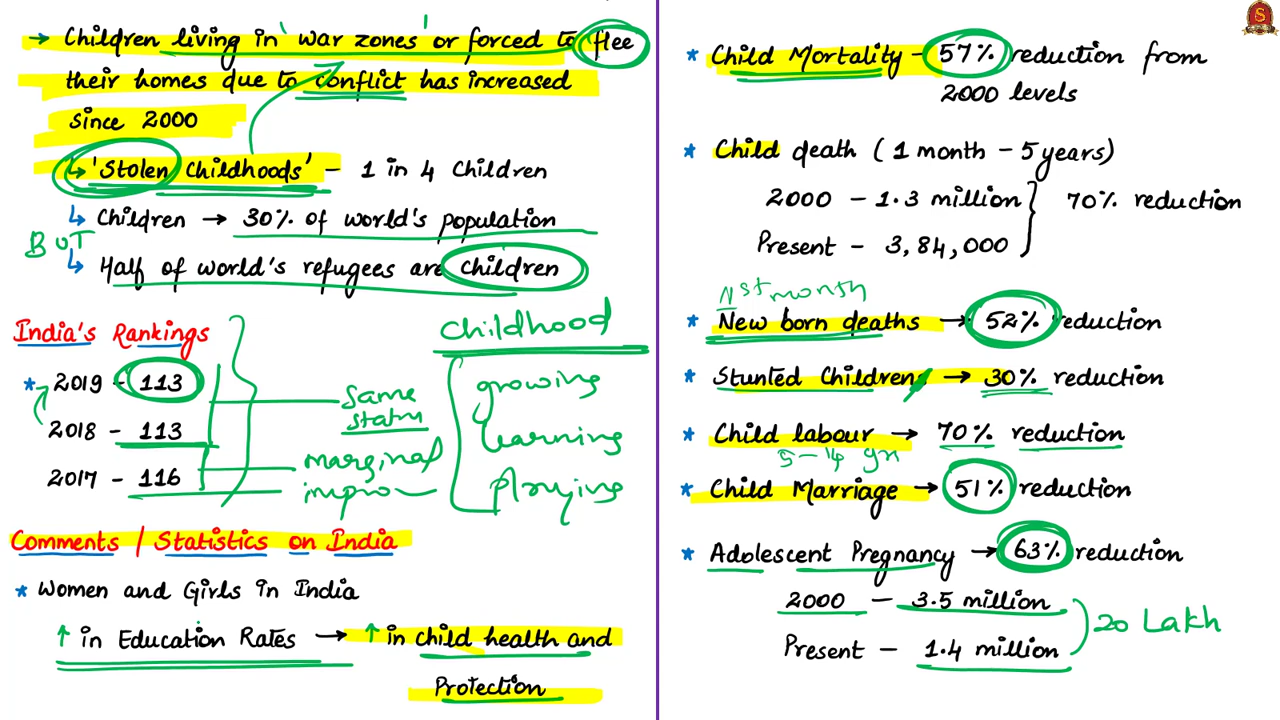 → Children living in 'war zones' or forced to flee
their homes due to conflict has increased
since 2000
↳ 'Stolen Childhoods' - 1 in 4 Children
↳ Children → 30% of world's population
BUT
↳ Half of world's refugees are children
India's Rankings
* 2019 - 113
2018 - 113
2017 - 116
same
status
marginal
improv
childhood
growing
learning
playing
Comments / Statistics on India
* Women and Girls in India
↑ in Education Rates → ↑ in child health and
Protection
S
* Child Mortality - 57% reduction from
2000 levels
* Child death (1 month - 5 years)
2000 - 1.3 million } 70% reduction
Present - 3,84,000
1st month
* New born deaths → 52% reduction
* Stunted Childrens → 30% reduction
* Child labour → 70% reduction
5-14 yrs
* Child Marriage → 51% reduction
* Adolescent Pregnancy → 63% reduction
2000 - 3.5 million
20 Lakh
Present - 1.4 million